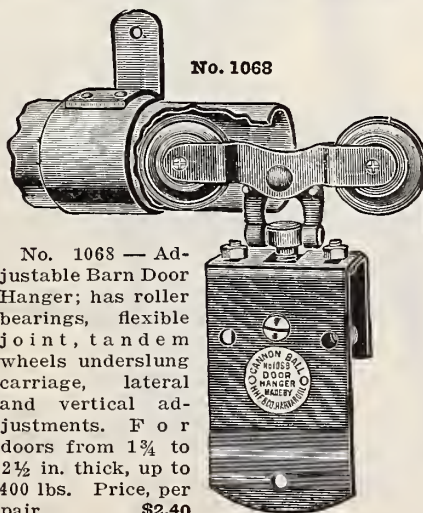 No. 1068
No. 1068 — Ad-
justable Barn Door
Hanger; has roller
bearings, flexible
joint, tandem
wheels underslung
carriage, lateral
and vertical ad-
justments. For
doors from 1¾ to
2½ in. thick, up to
400 lbs. Price, per
pair $2.40
CANNON BALL
No 1068
DOOR
HANGER
MADE BY